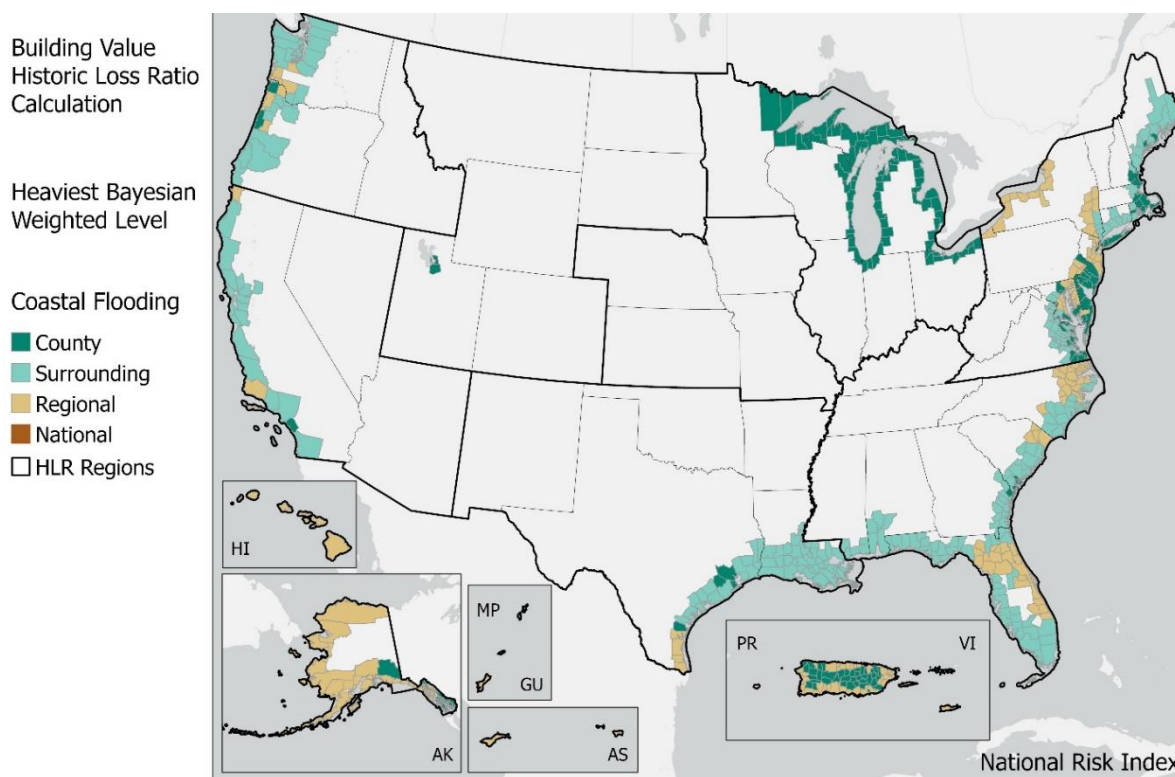 Building Value
Historic Loss Ratio
Calculation
Heaviest Bayesian
Weighted Level
Coastal Flooding
County
Surrounding
Regional
National
HLR Regions
HI
AK
MP
GU
AS
PR
VI
National Risk Index